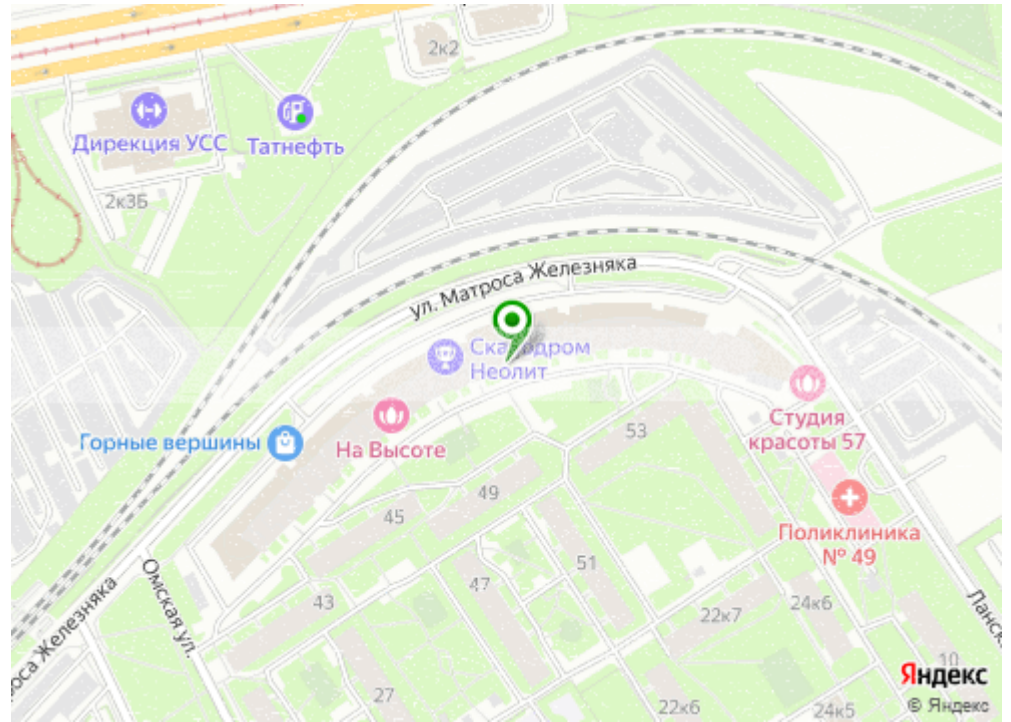 2к2
Дирекция УСС
Татнефть
2к3Б
ул. Матроса Железняка
Скалодром
Неолит
Горные вершины
На Высоте
53
Студия
красоты 57
49
45
Поликлиника
№ 49
51
47
Омская ул.
43
22к7
24к6
роса Железняка
Ланск
27
22к6
24к5
10
Яндекс
© Яндекс